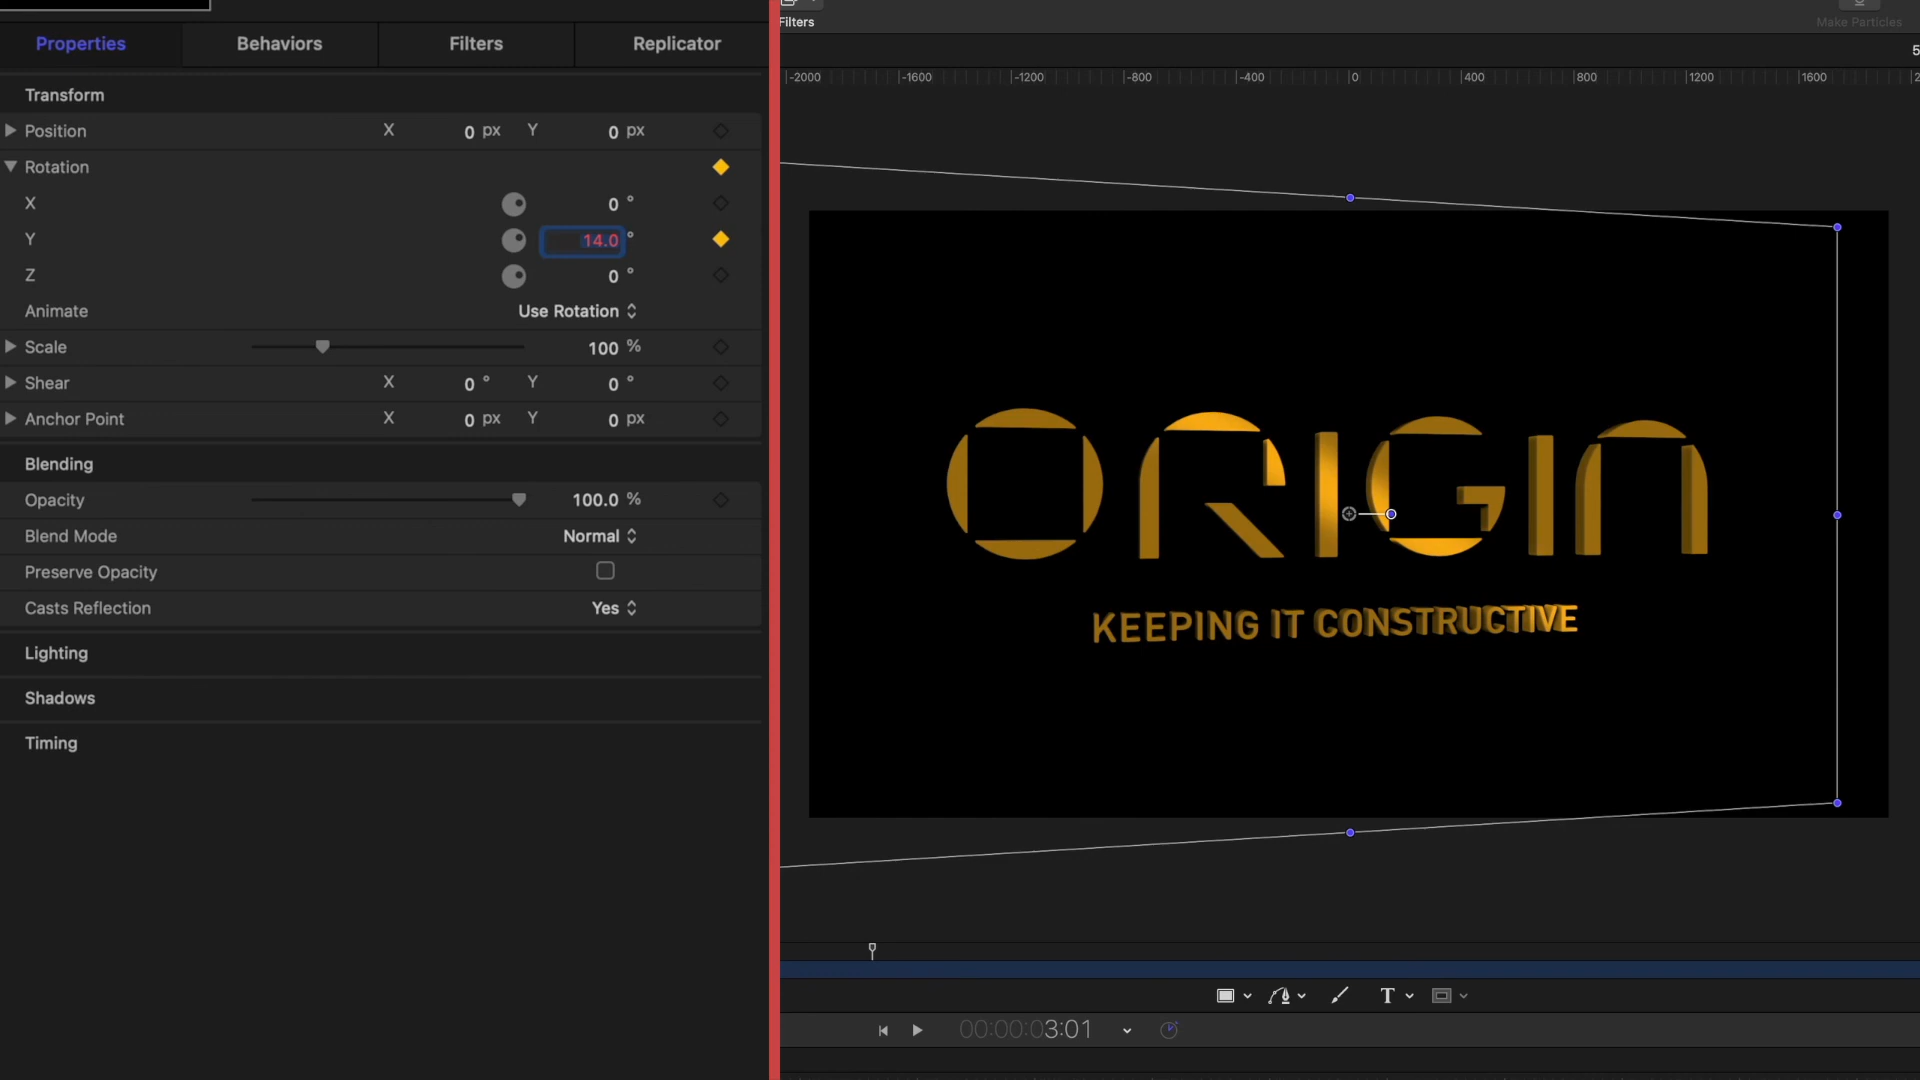 Properties Behaviors Filters Replicator
Transform
Position X 0 px Y 0 px
Rotation
X 0 °
Y 14.0 °
Z 0 °
Animate Use Rotation
Scale 100 %
Shear X 0 ° Y 0 °
Anchor Point X 0 px Y 0 px
Blending
Opacity 100.0 %
Blend Mode Normal
Preserve Opacity
Casts Reflection Yes
Lighting
Shadows
Timing
Filters Make Particles
5
-2000 -1600 -1200 -800 -400 0 400 800 1200 1600 2
ORIGIN
KEEPING IT CONSTRUCTIVE
T
00:00:03:01